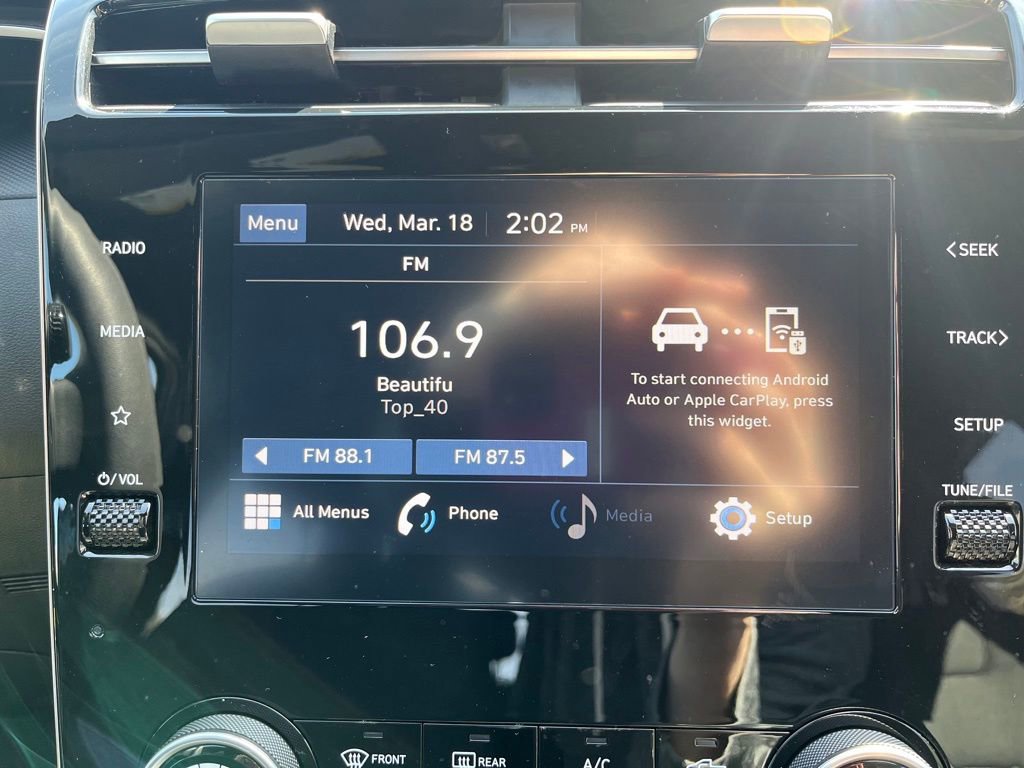 Menu Wed, Mar. 18 2:02 PM
RADIO
MEDIA
⏻/VOL
FM
106.9
Beautifu
Top_40
FM 88.1 FM 87.5
To start connecting Android
Auto or Apple CarPlay, press
this widget.
All Menus Phone Media Setup
<SEEK
TRACK>
SETUP
TUNE/FILE
FRONT REAR A/C